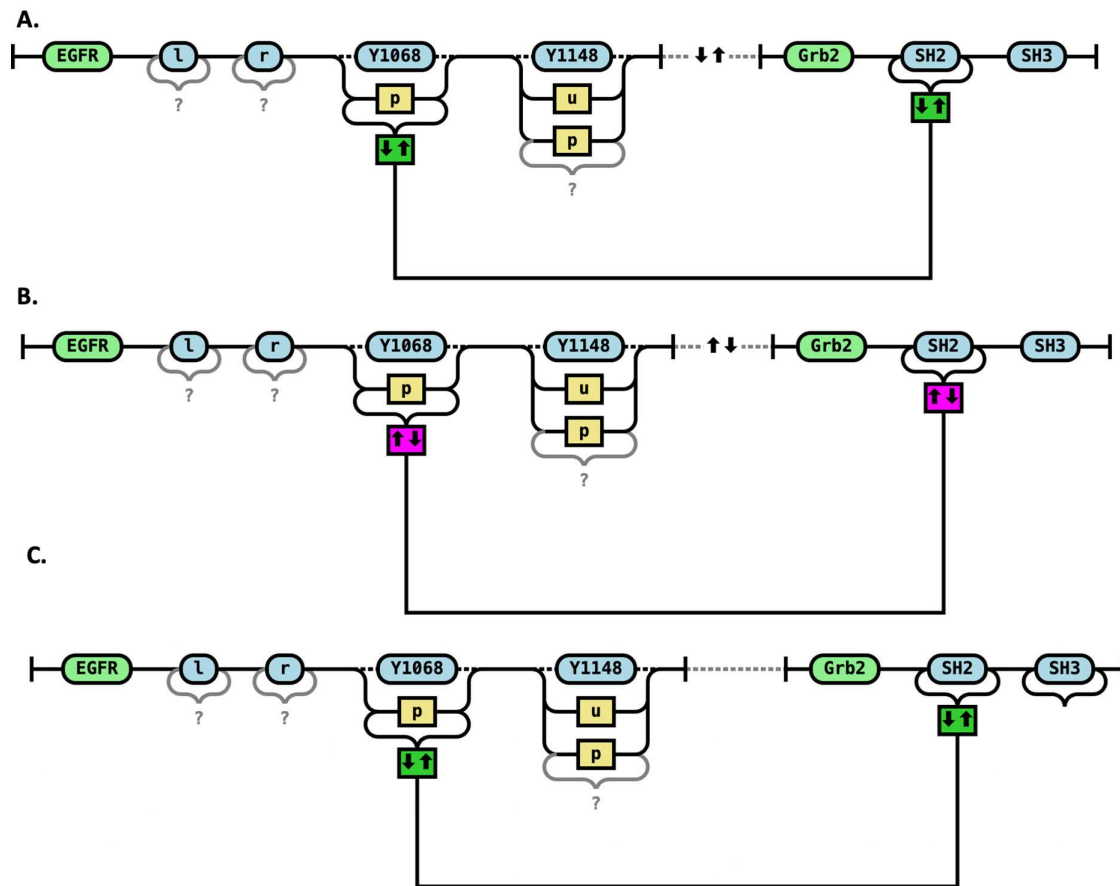 A.
EGFR l r Y1068 Y1148 ↓↑ Grb2 SH2 SH3
p u ↓↑
? ?
↓↑ p
?
B.
EGFR l r Y1068 Y1148 ↑↓ Grb2 SH2 SH3
p u ↑↓
? ?
↑↓ p
?
C.
EGFR l r Y1068 Y1148 Grb2 SH2 SH3
p u ↓↑
? ?
↓↑ p
?